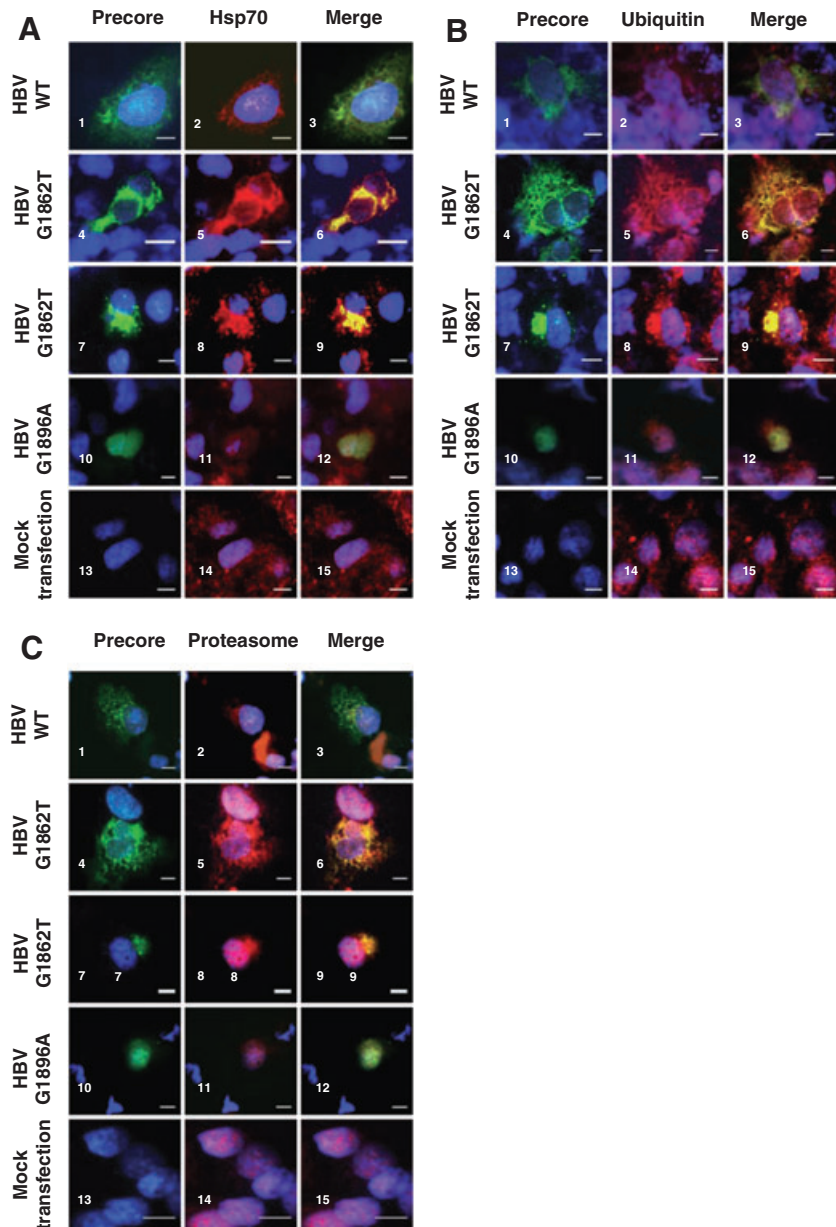 A
Precore Hsp70 Merge
HBV WT
1 2 3
HBV G1862T
4 5 6
HBV G1862T
7 8 9
HBV G1896A
10 11 12
Mock transfection
13 14 15
B
Precore Ubiquitin Merge
HBV WT
1 2 3
HBV G1862T
4 5 6
HBV G1862T
7 8 9
HBV G1896A
10 11 12
Mock transfection
13 14 15
C
Precore Proteasome Merge
HBV WT
1 2 3
HBV G1862T
4 5 6
HBV G1862T
7 7 8 8 9 9
HBV G1896A
10 11 12
Mock transfection
13 14 15